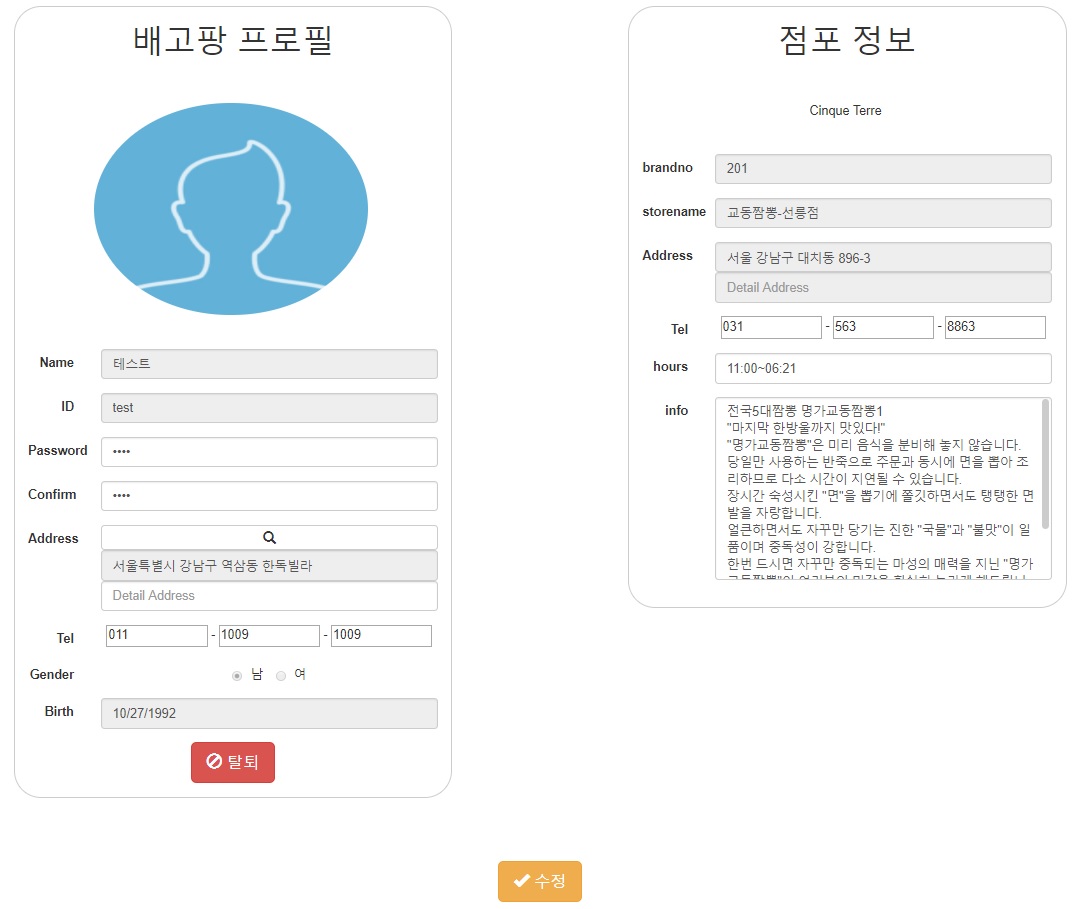 배고팡 프로필
Name
테스트
ID
test
Password
••••
Confirm
••••
Address
서울특별시 강남구 역삼동 한독빌라
Detail Address
Tel
011 - 1009 - 1009
Gender
남 여
Birth
10/27/1992
탈퇴
점포 정보
Cinque Terre
brandno
201
storename
교동짬뽕-선릉점
Address
서울 강남구 대치동 896-3
Detail Address
Tel
031 - 563 - 8863
hours
11:00~06:21
info
전국5대짬뽕 명가교동짬뽕1
"마지막 한방울까지 맛있다!"
"명가교동짬뽕"은 미리 음식을 분비해 놓지 않습니다.
당일만 사용하는 반죽으로 주문과 동시에 면을 뽑아 조
리하므로 다소 시간이 지연될 수 있습니다.
장시간 숙성시킨 "면"을 뽑기에 쫄깃하면서도 탱탱한 면
발을 자랑합니다.
얼큰하면서도 자꾸만 당기는 진한 "국물"과 "불맛"이 일
품이며 중독성이 강합니다.
한번 드시면 자꾸만 중독되는 마성의 매력을 지닌 "명가
수정